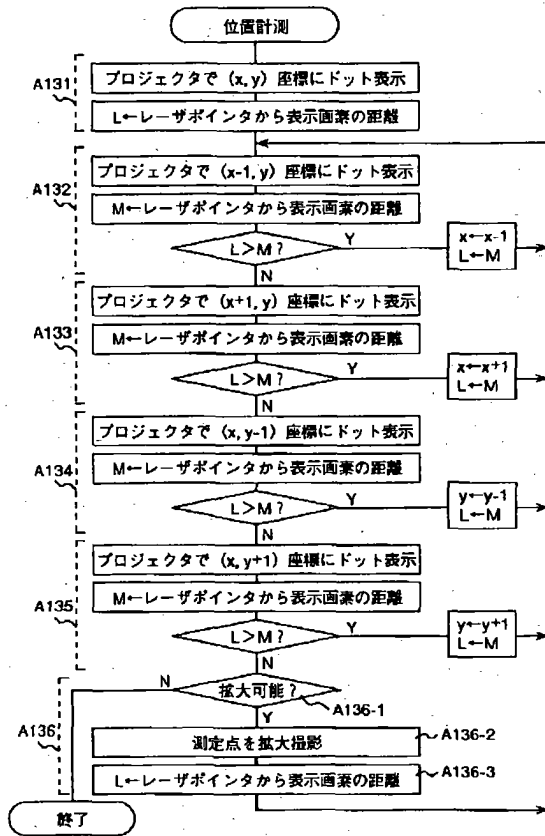 位置計測
A131
プロジェクタで (x, y) 座標にドット表示
L←レーザポインタから表示画素の距離
A132
プロジェクタで (x-1, y) 座標にドット表示
M←レーザポインタから表示画素の距離
L>M?
Y
x←x-1
L←M
N
A133
プロジェクタで (x+1, y) 座標にドット表示
M←レーザポインタから表示画素の距離
L>M?
Y
x←x+1
L←M
N
A134
プロジェクタで (x, y-1) 座標にドット表示
M←レーザポインタから表示画素の距離
L>M?
Y
y←y-1
L←M
N
A135
プロジェクタで (x, y+1) 座標にドット表示
M←レーザポインタから表示画素の距離
L>M?
Y
y←y+1
L←M
N
A136
拡大可能?
N
A136-1
Y
測定点を拡大撮影
A136-2
L←レーザポインタから表示画素の距離
A136-3
終了